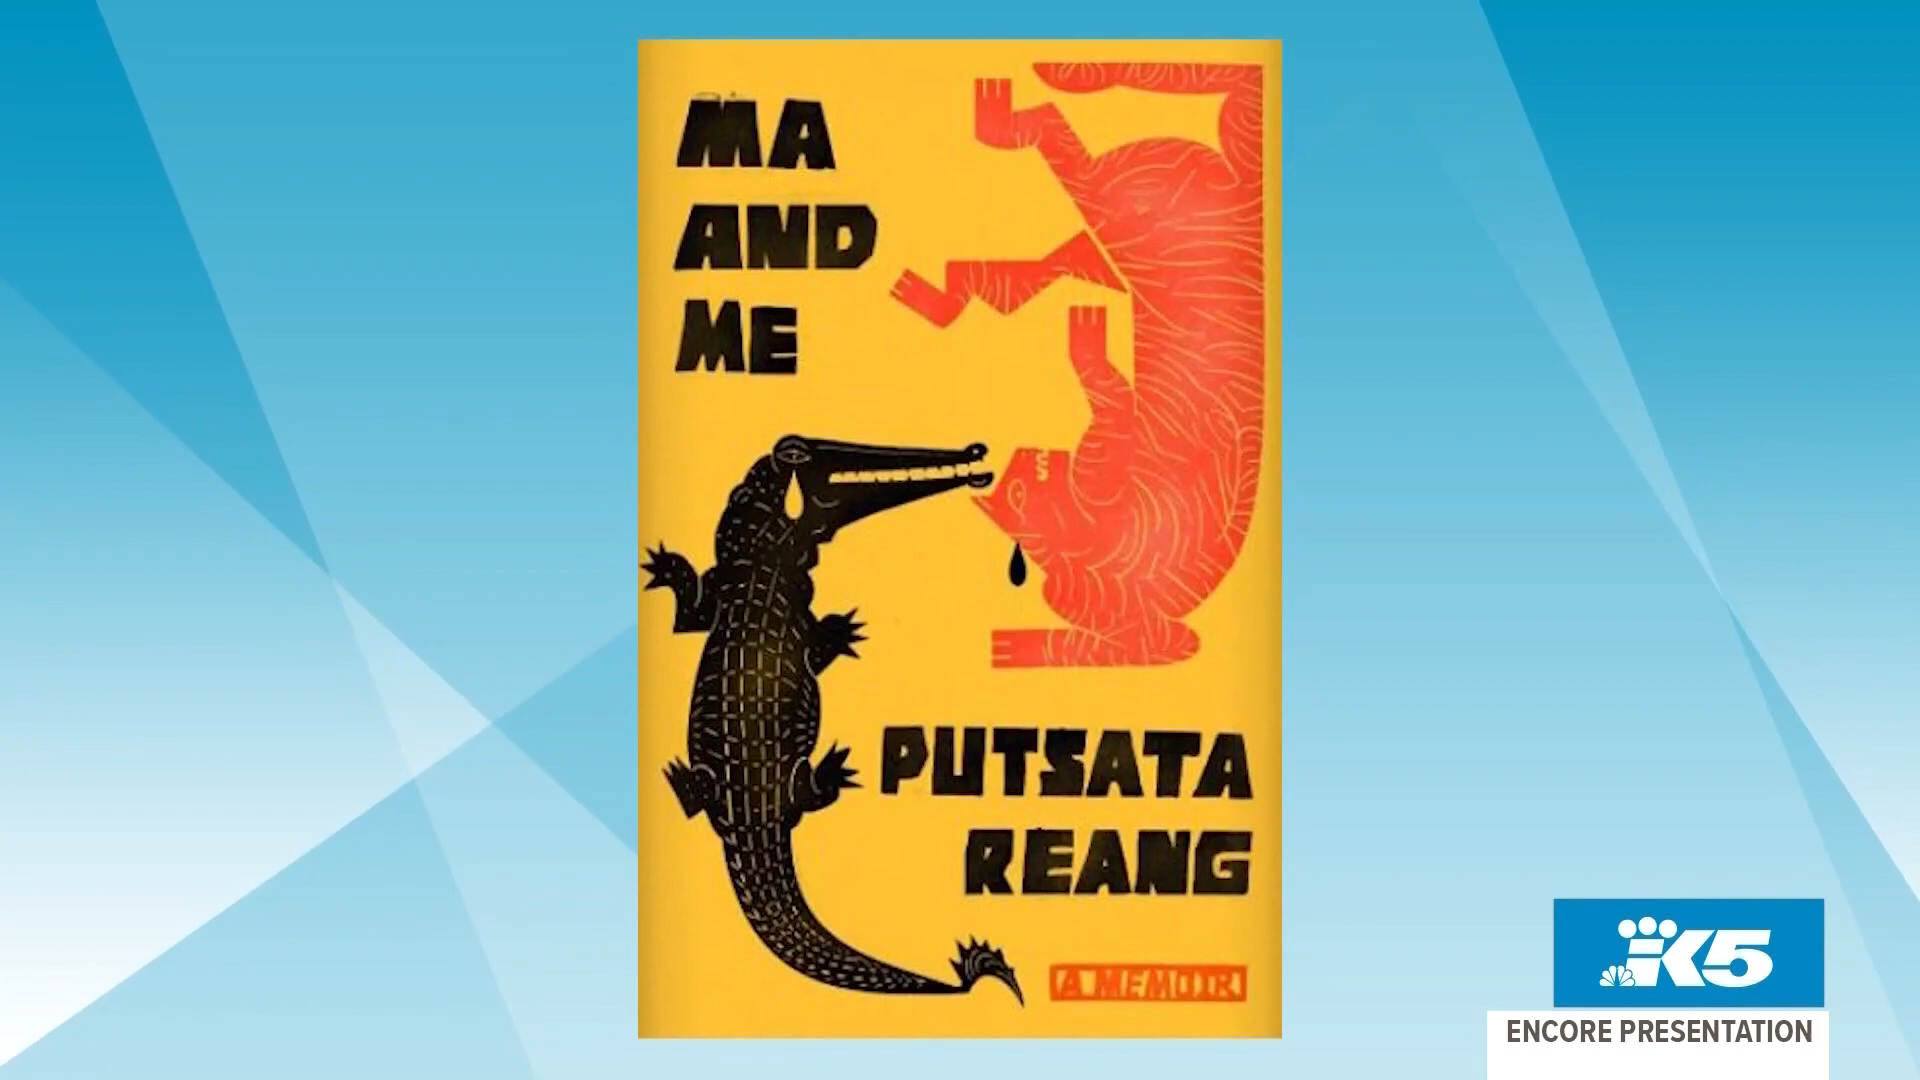 MA
AND
ME
PUTSATA
REANG
A MEMOIR
K5
ENCORE PRESENTATION